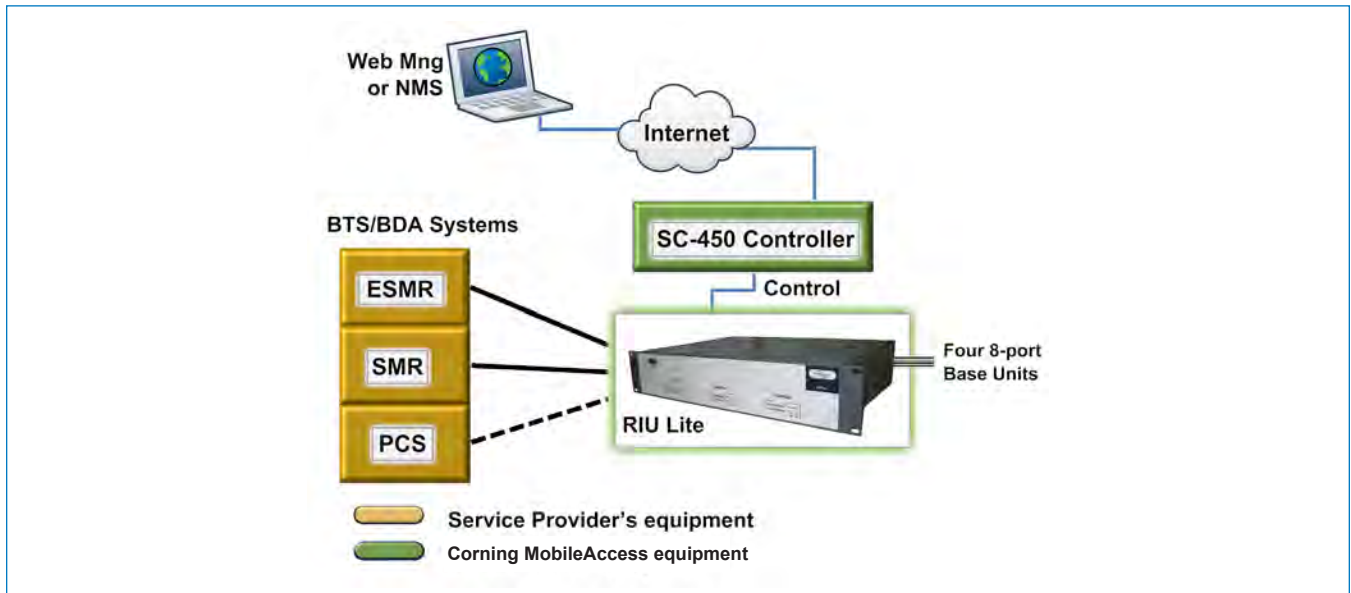 Web Mng
or NMS
Internet
BTS/BDA Systems
SC-450 Controller
ESMR
Control
SMR
Four 8-port
Base Units
RIU Lite
PCS
Service Provider's equipment
Corning MobileAccess equipment